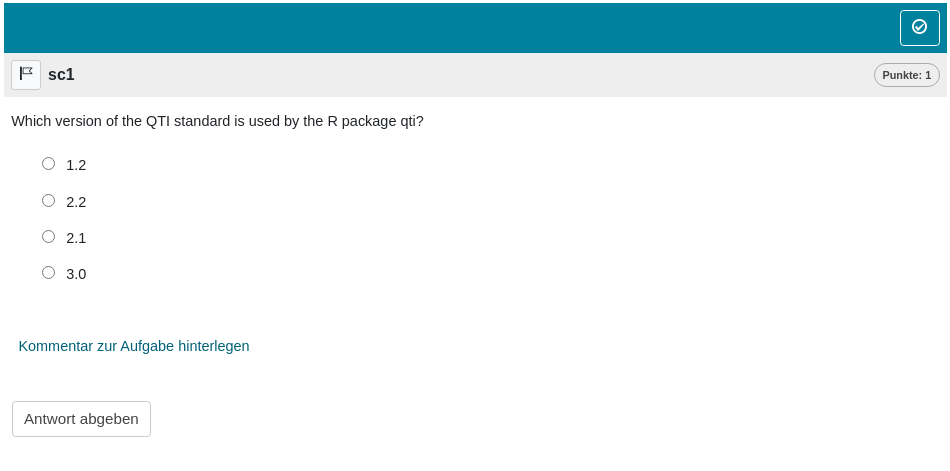 sc1
Punkte: 1
Which version of the QTI standard is used by the R package qti?
1.2
2.2
2.1
3.0
Kommentar zur Aufgabe hinterlegen
Antwort abgeben